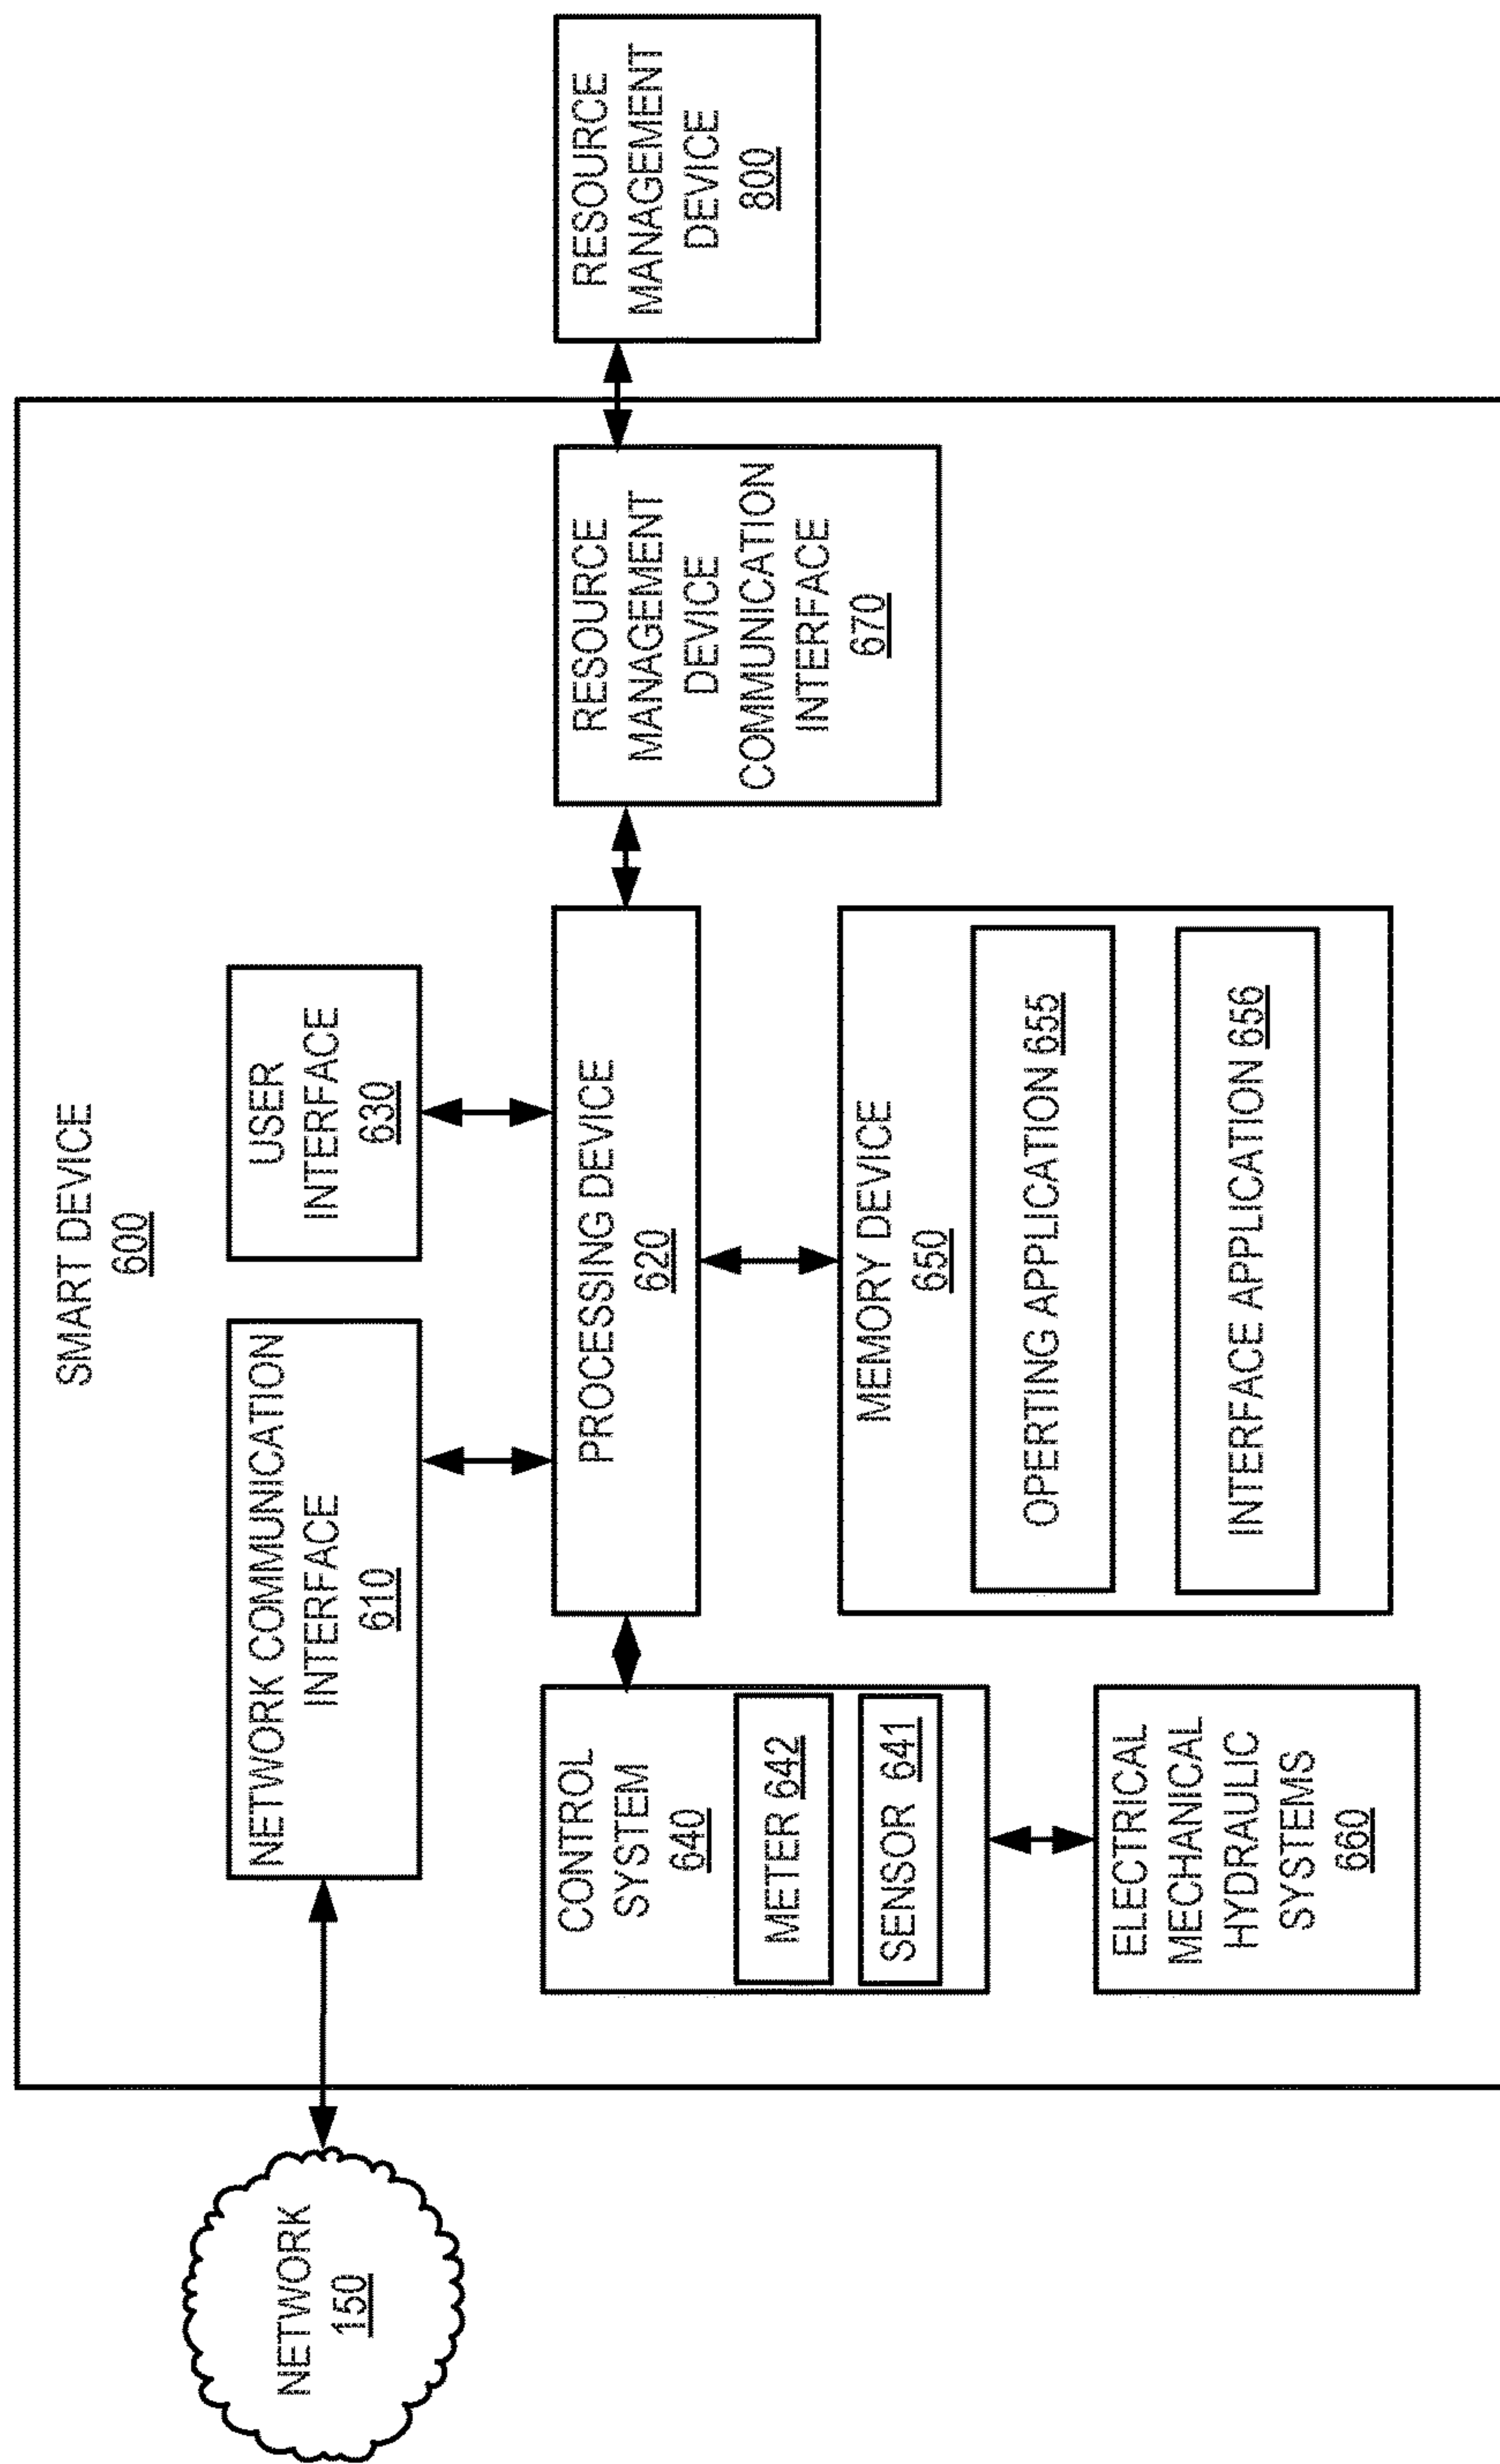 SMART DEVICE
600
NETWORK
150
NETWORK COMMUNICATION
INTERFACE
610
USER
INTERFACE
630
CONTROL
SYSTEM
640
METER 642
SENSOR 641
PROCESSING DEVICE
620
RESOURCE
MANAGEMENT
DEVICE
COMMUNICATION
INTERFACE
670
RESOURCE
MANAGEMENT
DEVICE
800
MEMORY DEVICE
650
OPERTING APPLICATION 655
INTERFACE APPLICATION 656
ELECTRICAL
MECHANICAL
HYDRAULIC
SYSTEMS
660